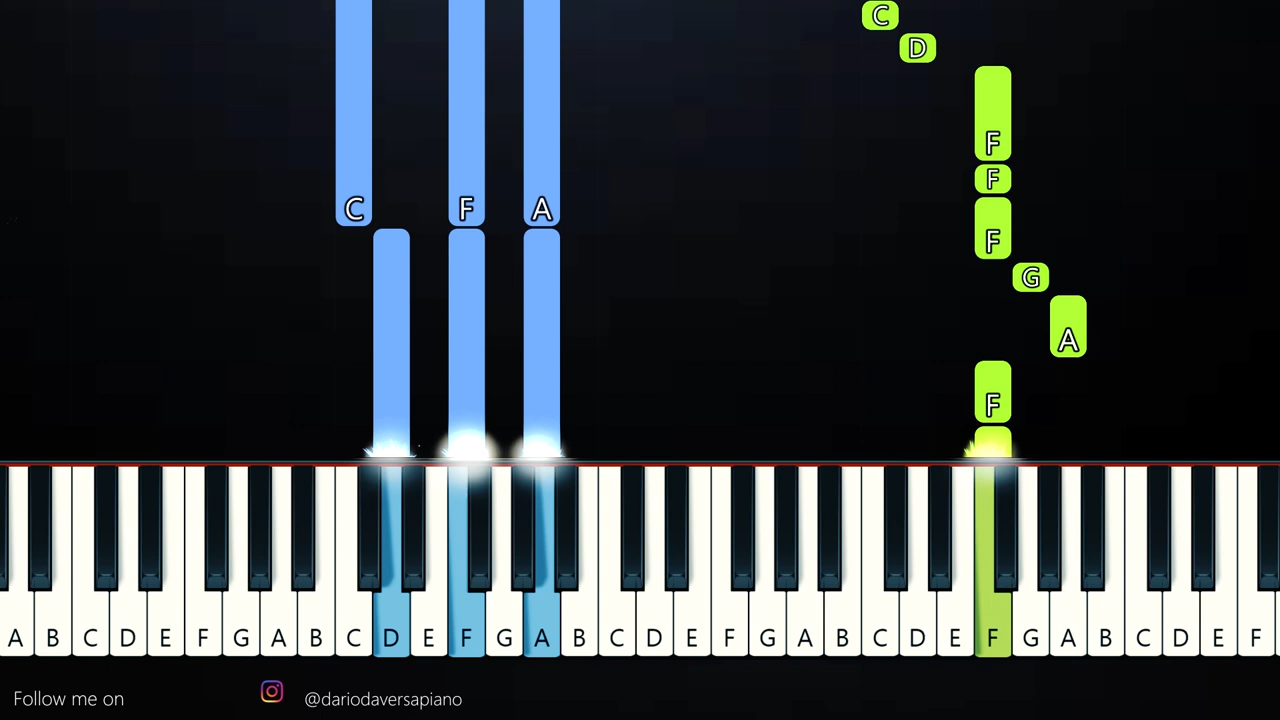 C
D
F
F
C F A
F
G
A
F
A B C D E F G A B C D E F G A B C D E F G A B C D E F G A B C D E F
Follow me on @dariodaversapiano